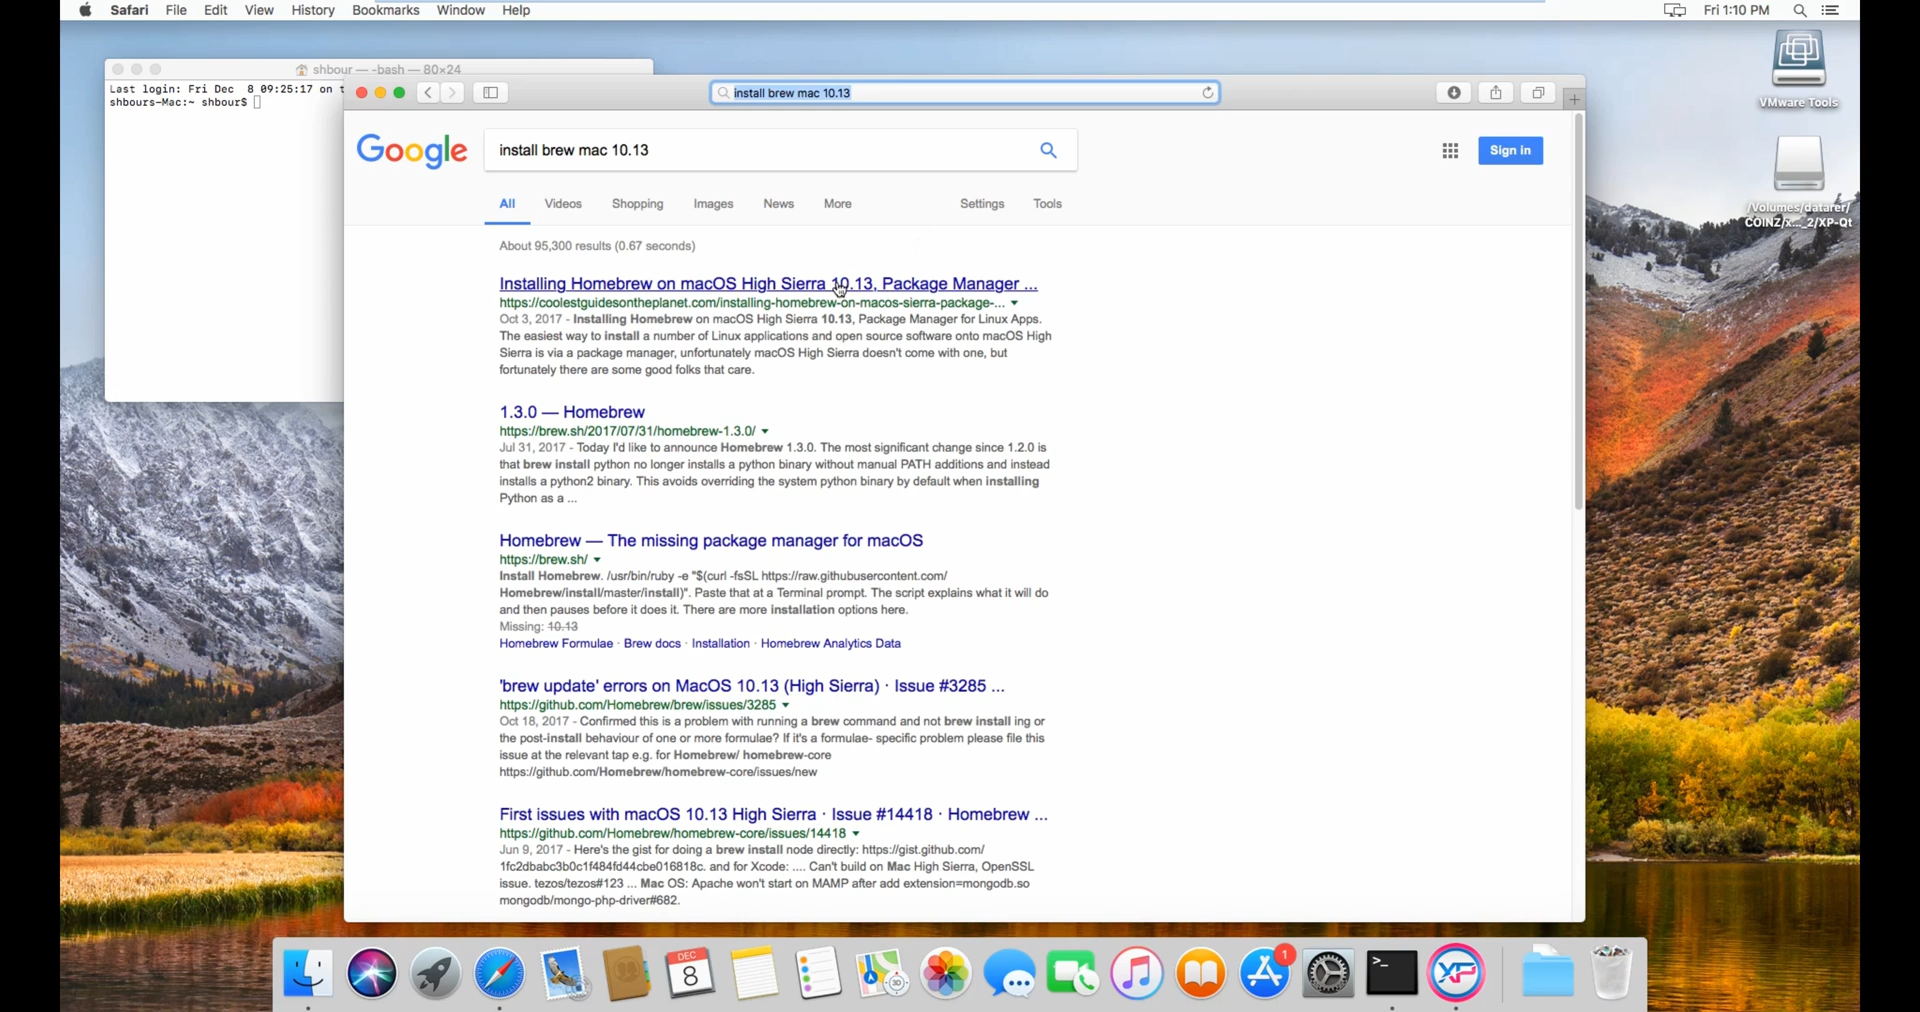 Safari File Edit View History Bookmarks Window Help
Fri 1:10 PM
shbour — -bash — 80×24
Last login: Fri Dec  8 09:25:17 on t
shbours-Mac:~ shbour$
install brew mac 10.13
VMware Tools
/Volumes/datarer/
COINZ/x..._2/XP-Qt
Google
install brew mac 10.13
Sign in
All Videos Shopping Images News More Settings Tools
About 95,300 results (0.67 seconds)
Installing Homebrew on macOS High Sierra 10.13, Package Manager ...
https://coolestguidesontheplanet.com/installing-homebrew-on-macos-sierra-package-...
Oct 3, 2017 - Installing Homebrew on macOS High Sierra 10.13, Package Manager for Linux Apps.
The easiest way to install a number of Linux applications and open source software onto macOS High
Sierra is via a package manager, unfortunately macOS High Sierra doesn't come with one, but
fortunately there are some good folks that care.
1.3.0 — Homebrew
https://brew.sh/2017/07/31/homebrew-1.3.0/
Jul 31, 2017 - Today I'd like to announce Homebrew 1.3.0. The most significant change since 1.2.0 is
that brew install python no longer installs a python binary without manual PATH additions and instead
installs a python2 binary. This avoids overriding the system python binary by default when installing
Python as a ...
Homebrew — The missing package manager for macOS
https://brew.sh/
Install Homebrew. /usr/bin/ruby -e "$(curl -fsSL https://raw.githubusercontent.com/
Homebrew/install/master/install)". Paste that at a Terminal prompt. The script explains what it will do
and then pauses before it does it. There are more installation options here.
Missing: 10.13
Homebrew Formulae · Brew docs · Installation · Homebrew Analytics Data
'brew update' errors on MacOS 10.13 (High Sierra) · Issue #3285 ...
https://github.com/Homebrew/brew/issues/3285
Oct 18, 2017 - Confirmed this is a problem with running a brew command and not brew install ing or
the post-install behaviour of one or more formulae? If it's a formulae- specific problem please file this
issue at the relevant tap e.g. for Homebrew/ homebrew-core
https://github.com/Homebrew/homebrew-core/issues/new
First issues with macOS 10.13 High Sierra · Issue #14418 · Homebrew ...
https://github.com/Homebrew/homebrew-core/issues/14418
Jun 9, 2017 - Here's the gist for doing a brew install node directly: https://gist.github.com/
1fc2dbabc3b0c1f484fd44cbe016818c. and for Xcode: .... Can't build on Mac High Sierra, OpenSSL
issue. tezos/tezos#123 ... Mac OS: Apache won't start on MAMP after add extension=mongodb.so
mongodb/mongo-php-driver#682.
DEC
8
3D
1
>_
XP